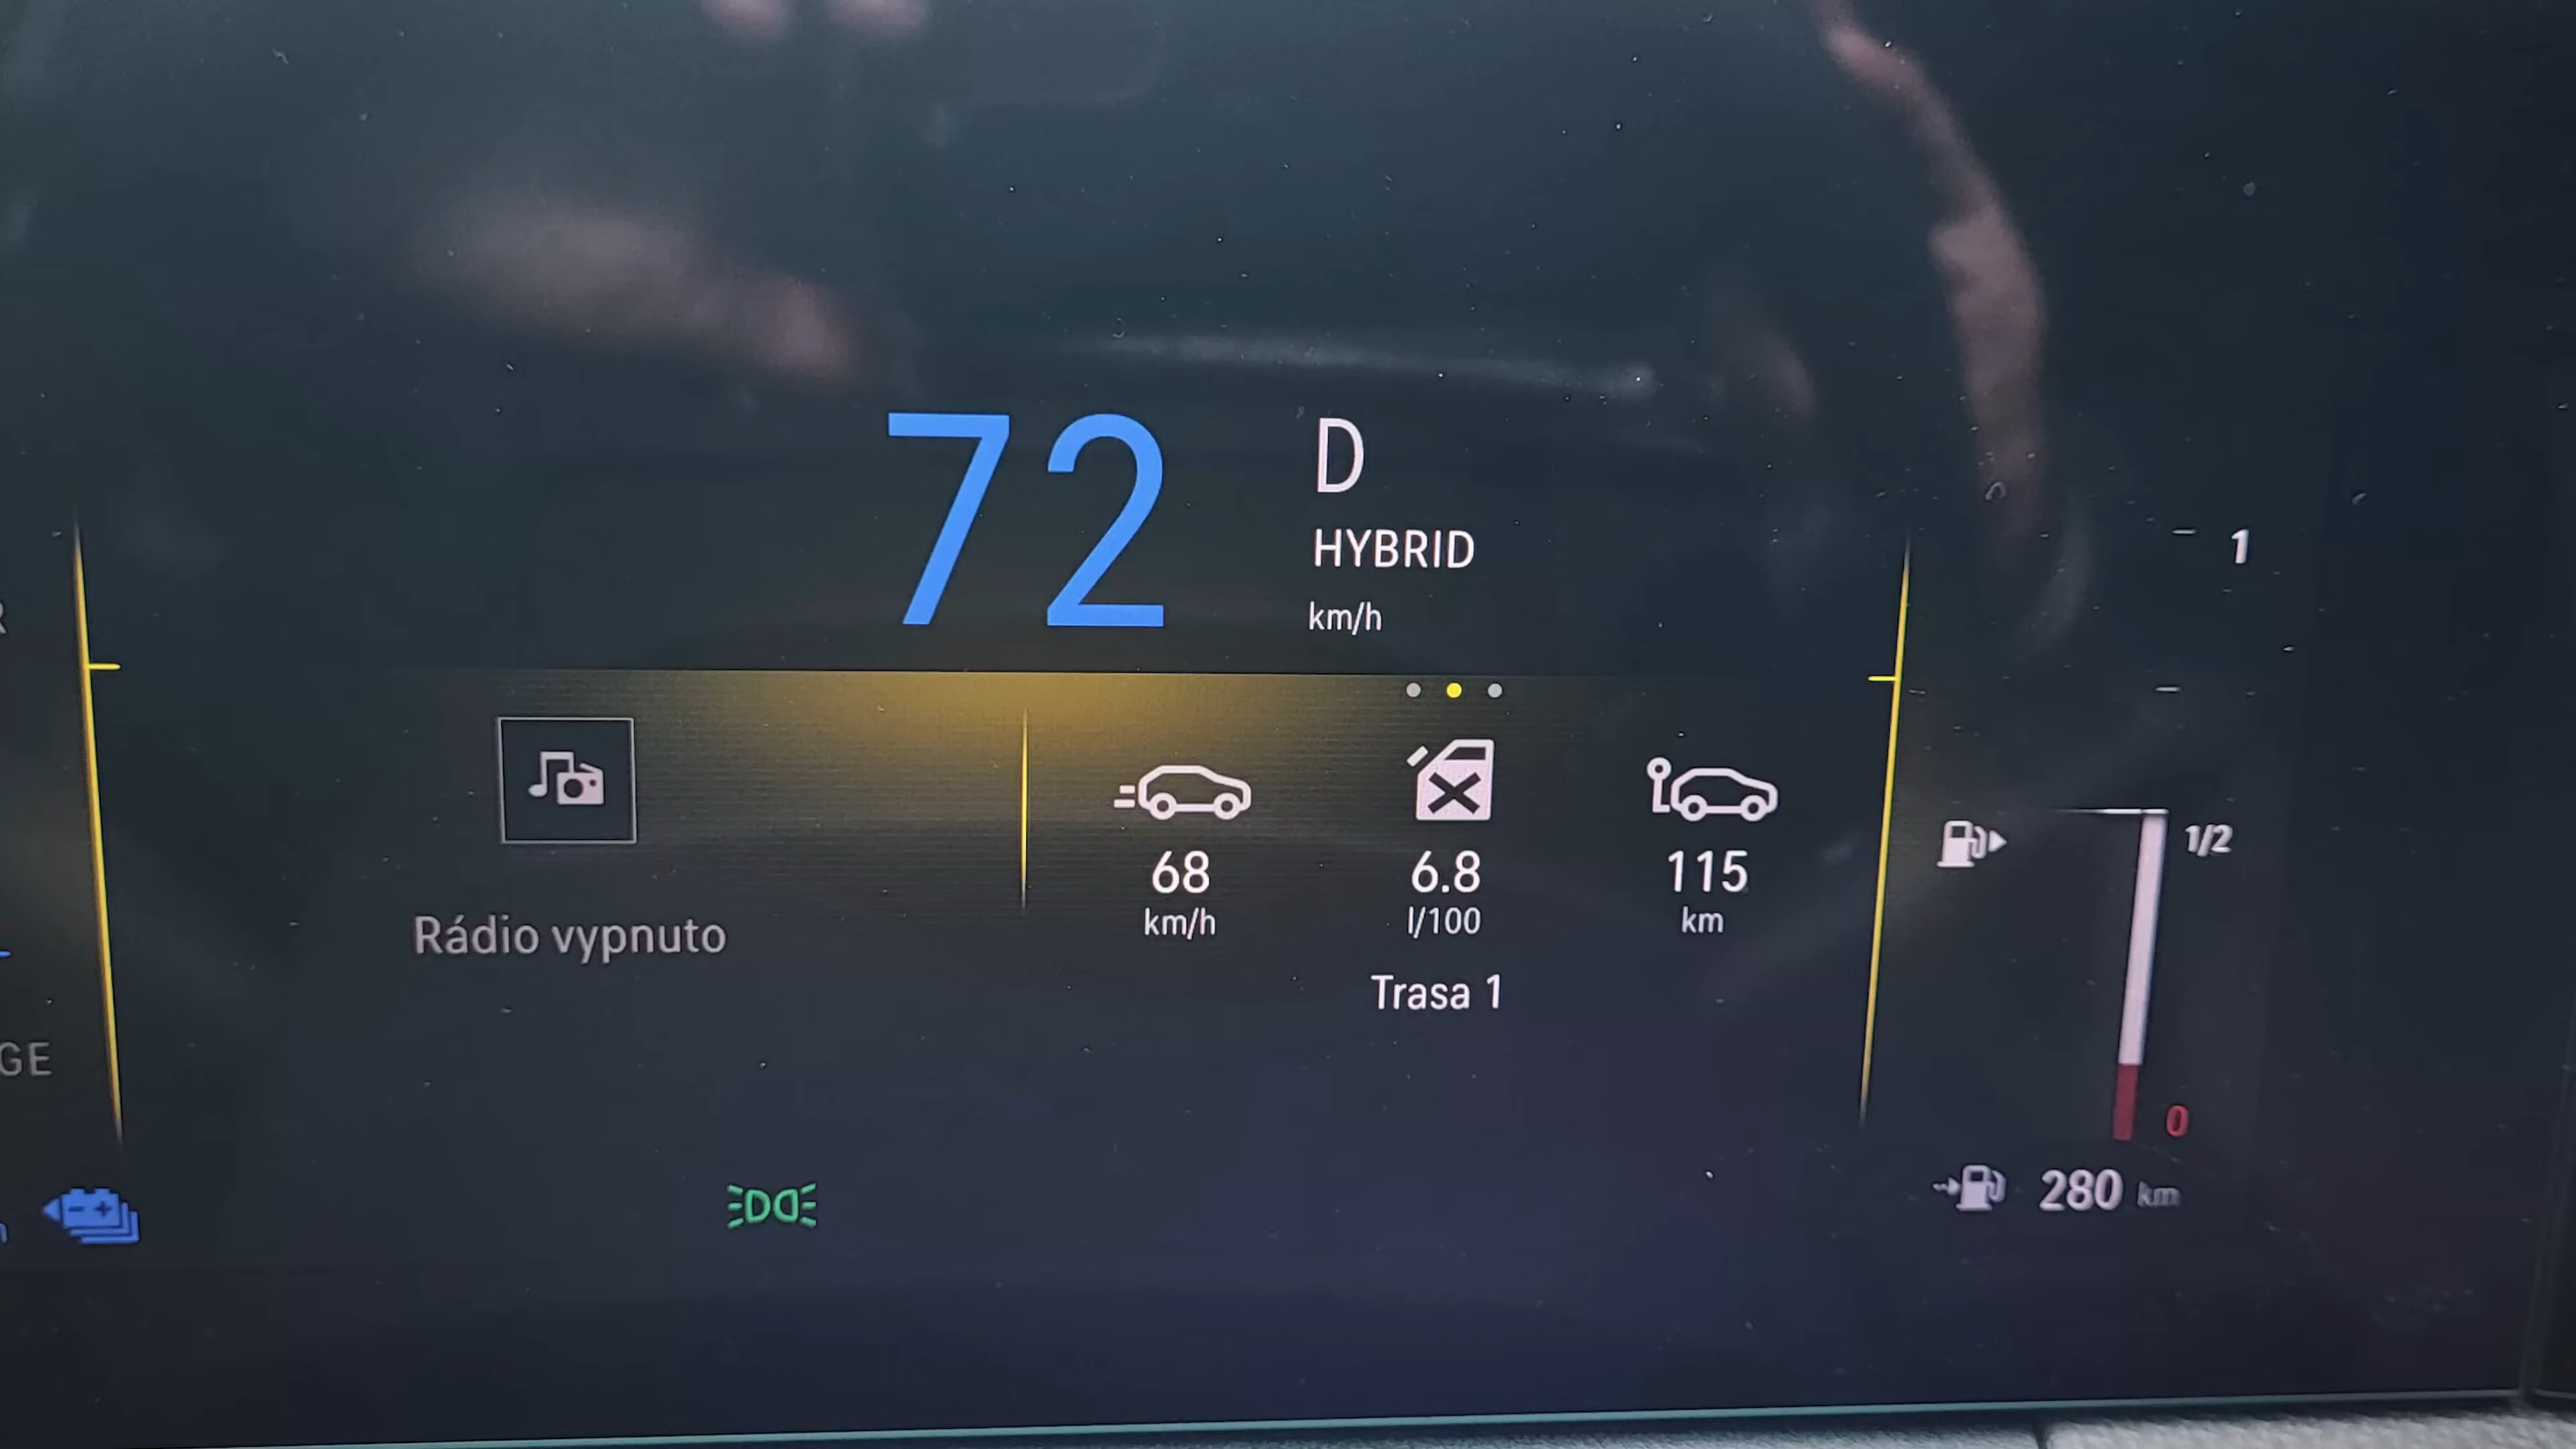 72
D
HYBRID
km/h
1
68
km/h
6.8
l/100
115
km
1/2
Rádio vypnuto
Trasa 1
GE
0
280 km